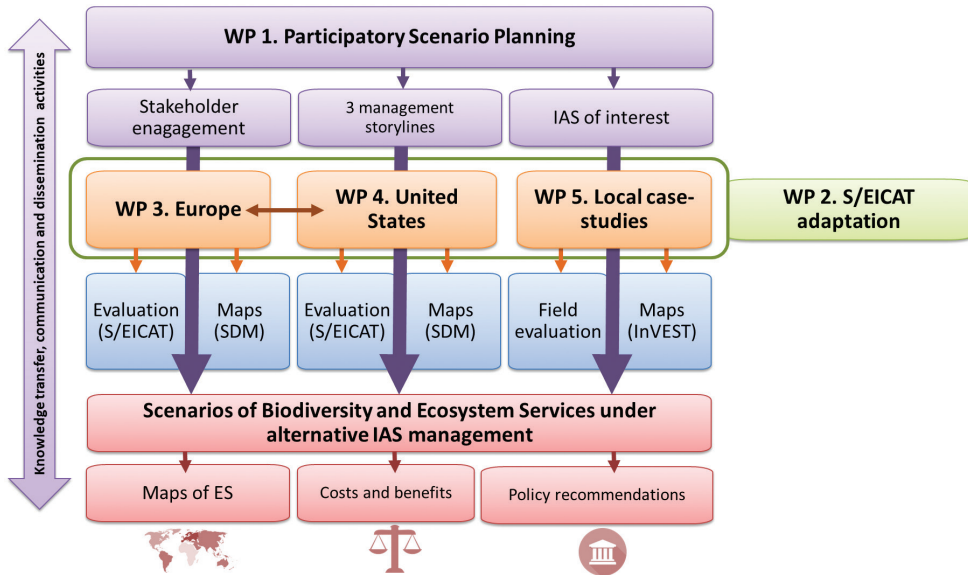 Knowledge transfer, communication and dissemination activities
WP 1. Participatory Scenario Planning
Stakeholder
enagagement
3 management
storylines
IAS of interest
WP 3. Europe
WP 4. United
States
WP 5. Local case-
studies
WP 2. S/EICAT
adaptation
Evaluation
(S/EICAT)
Maps
(SDM)
Evaluation
(S/EICAT)
Maps
(SDM)
Field
evaluation
Maps
(InVEST)
Scenarios of Biodiversity and Ecosystem Services under
alternative IAS management
Maps of ES
Costs and benefits
Policy recommendations